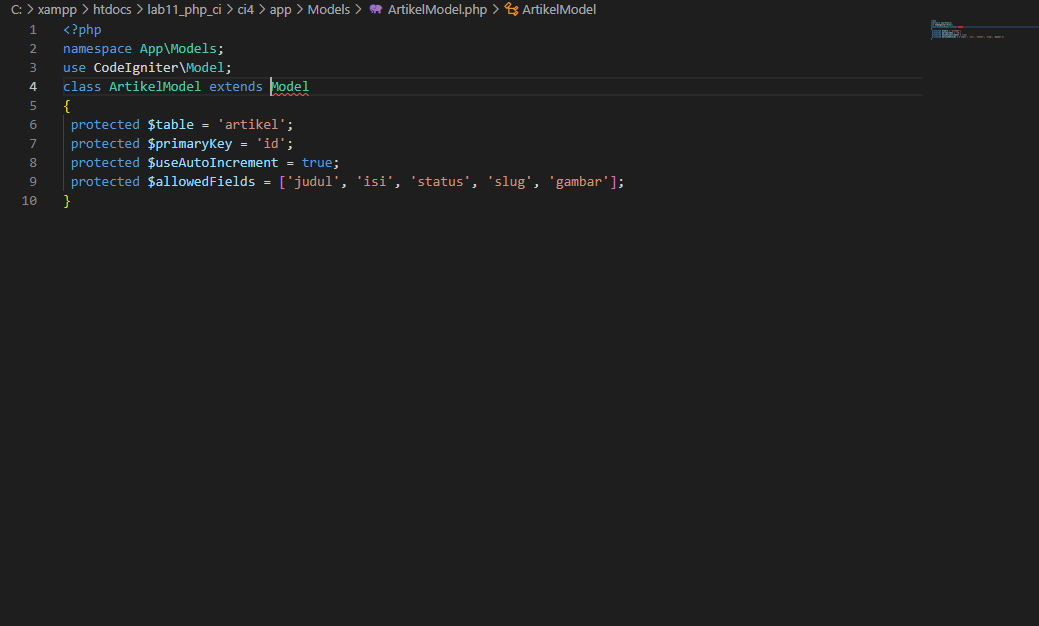 C: > xampp > htdocs > lab11_php_ci > ci4 > app > Models > ArtikelModel.php > ArtikelModel
1 <?php
2 namespace App\Models;
3 use CodeIgniter\Model;
4 class ArtikelModel extends Model
5 {
6 protected $table = 'artikel';
7 protected $primaryKey = 'id';
8 protected $useAutoIncrement = true;
9 protected $allowedFields = ['judul', 'isi', 'status', 'slug', 'gambar'];
10 }